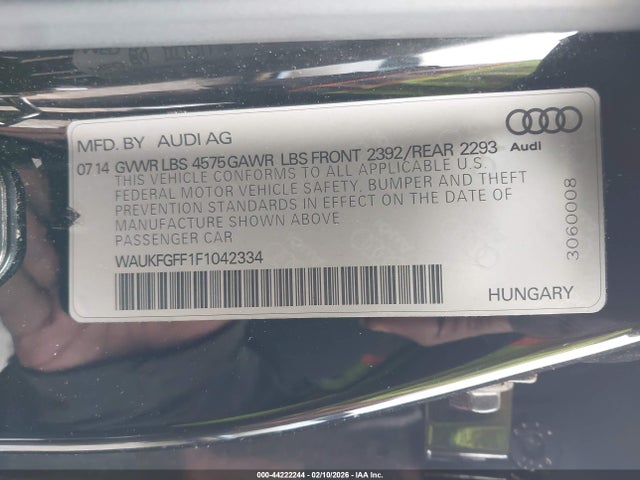 MFD. BY AUDI AG
Audi
07 14 GVWR LBS 4575 GAWR LBS FRONT 2392/REAR 2293
THIS VEHICLE CONFORMS TO ALL APPLICABLE U.S.
FEDERAL MOTOR VEHICLE SAFETY, BUMPER AND THEFT
PREVENTION STANDARDS IN EFFECT ON THE DATE OF
MANUFACTURE SHOWN ABOVE
PASSENGER CAR
WAUKFGFF1F1042334
3060008
HUNGARY
000-44222244 | 02/10/2026 | IAA Inc.